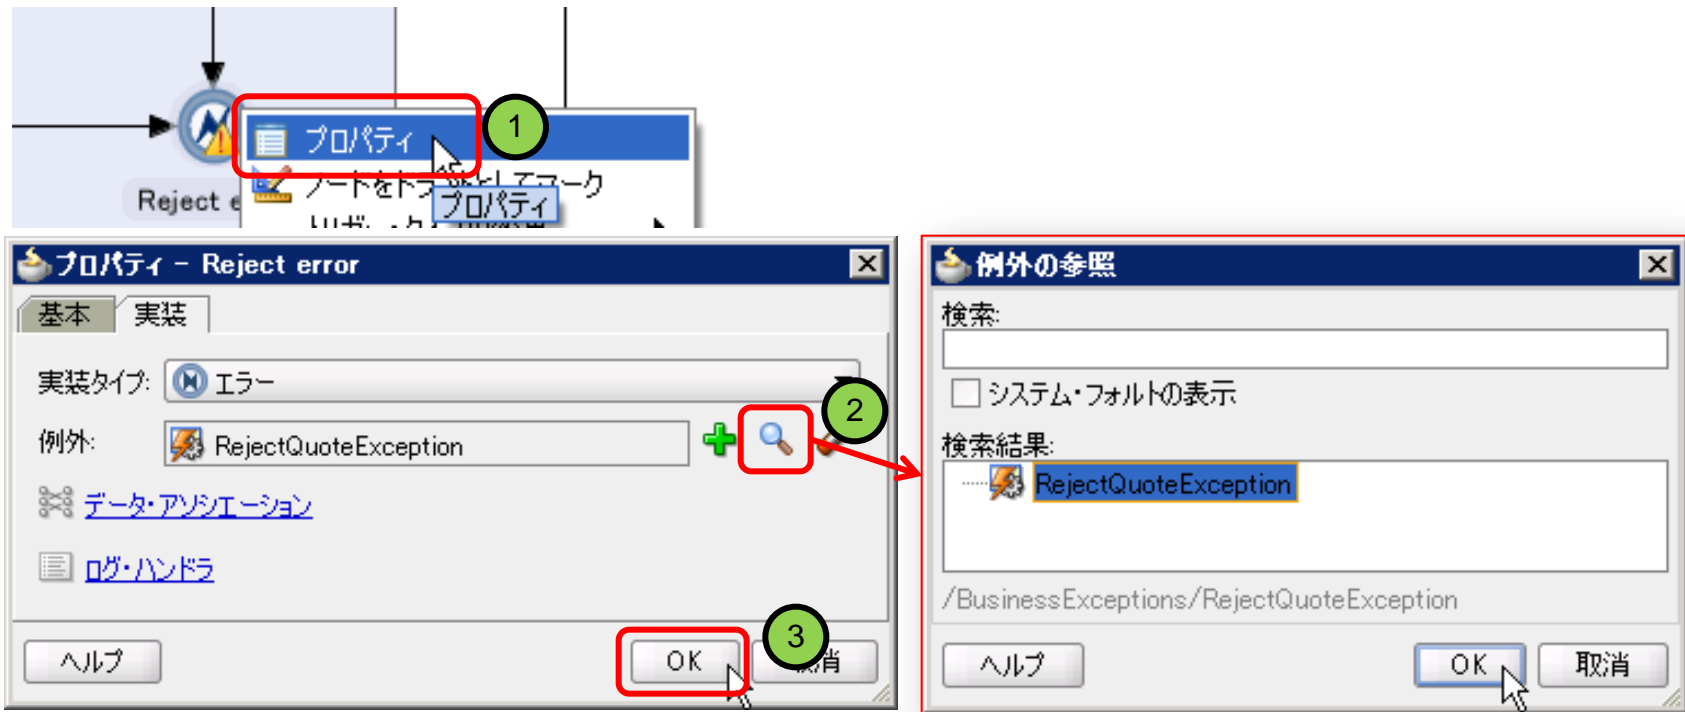 プロパティ
1
ノードをドラフトとしてマーク
Reject e
プロパティ
プロパティ - Reject error
基本
実装
実装タイプ:
エラー
2
例外:
RejectQuoteException
データ・アソシエーション
ログ・ハンドラ
3
ヘルプ
OK
取消
例外の参照
検索:
システム・フォルトの表示
検索結果:
RejectQuoteException
/BusinessExceptions/RejectQuoteException
ヘルプ
OK
取消